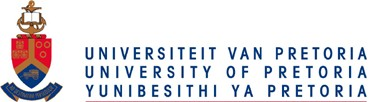 UNIVERSITEIT VAN PRETORIA
UNIVERSITY OF PRETORIA
YUNIBESITHI YA PRETORIA